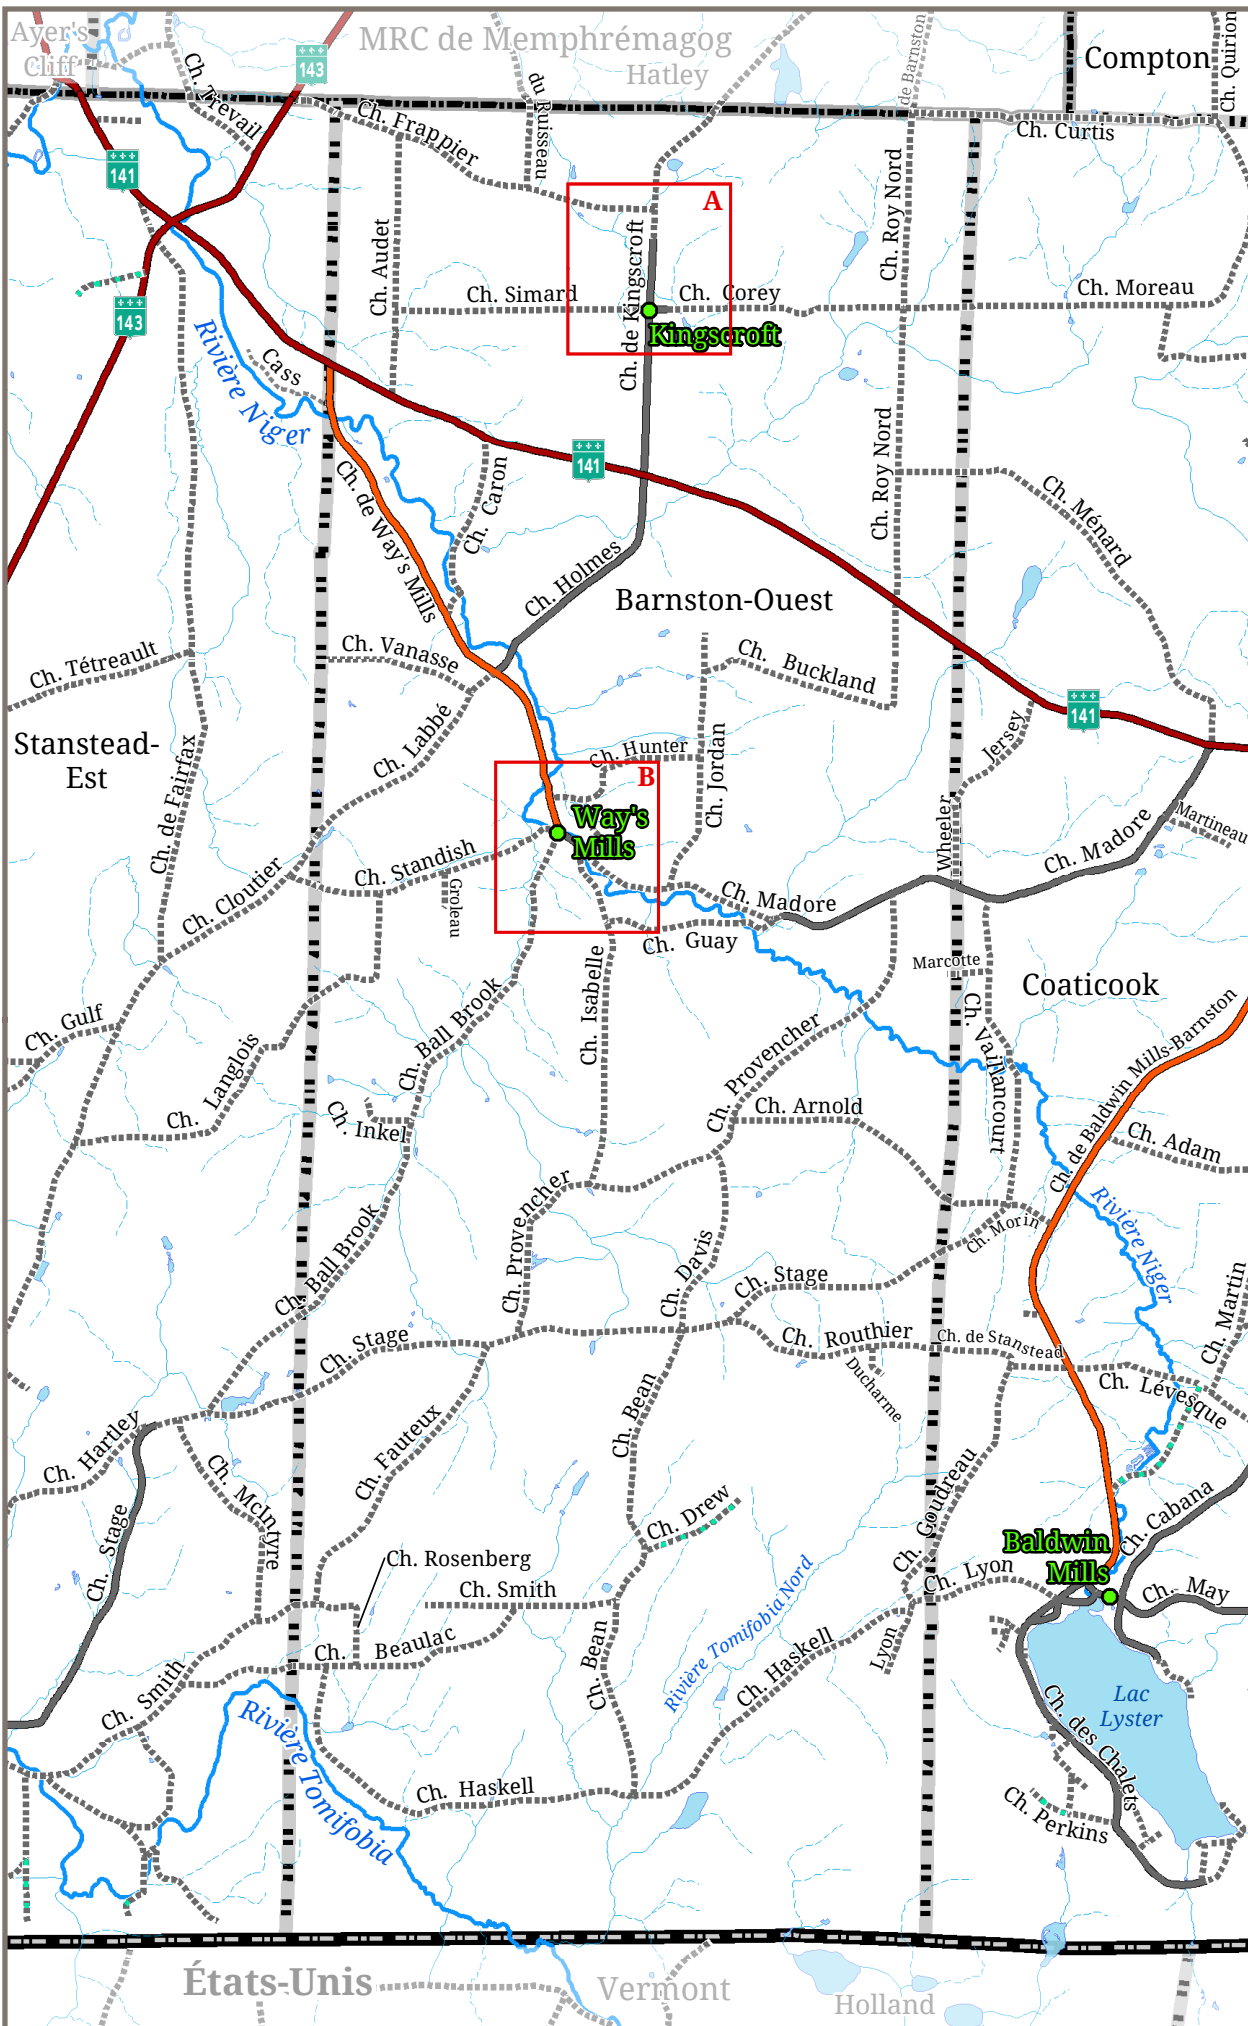 Ayer's
Cliff
MRC de Memphrémagog
Hatley
Compton
143
Ch. Trevail
Ch. Frappier
du Ruisseau
de Barnston
Ch. Quirion
Ch. Curtis
141
A
Ch. Audet
Ch. Roy Nord
Ch. de Kingscroft
Ch. Simard
Ch. Corey
Ch. Moreau
143
Kingscroft
Rivière Niger
Cass
141
Ch. de Way's Mills
Ch. Caron
Ch. Roy Nord
Ch. Ménard
Ch. Holmes
Barnston-Ouest
Ch. Tétreault
Ch. Vanasse
Ch. Buckland
141
Stanstead-
Est
Ch. Labbé
Ch. de Fairfax
Ch. Hunter
Ch. Jordan
Jersey
B
Way's
Mills
Wheeler
Ch. Madore
Martineau
Ch. Cloutier
Ch. Standish
Groleau
Ch. Madore
Ch. Guay
Ch. Isabelle
Marcotte
Coaticook
Ch. Gulf
Ch. Langlois
Ch. Ball Brook
Ch. Provencher
Ch. Vaillancourt
Ch. de Baldwin Mills-Barnston
Ch. Inkel
Ch. Arnold
Ch. Adam
Ch. Provencher
Ch. Ball Brook
Ch. Davis
Ch. Stage
Ch. Morin
Rivière Niger
Ch. Martin
Ch. Stage
Ch. Routhier
Ch. de Stanstead
Ducharme
Ch. Lévesque
Ch. Bean
Ch. Hartley
Ch. McIntyre
Ch. Fauteux
Ch. Stage
Ch. Drew
Ch. Goudreau
Ch. Cabana
Baldwin
Mills
Ch. Rosenberg
Ch. Smith
Ch. Lyon
Ch. May
Rivière Tomifobia Nord
Ch. Beaulac
Ch. Bean
Ch. Haskell
Lyon
Ch. Smith
Lac
Lyster
Ch. des Chalets
Rivière Tomifobia
Ch. Haskell
Ch. Perkins
États-Unis
Vermont
Holland